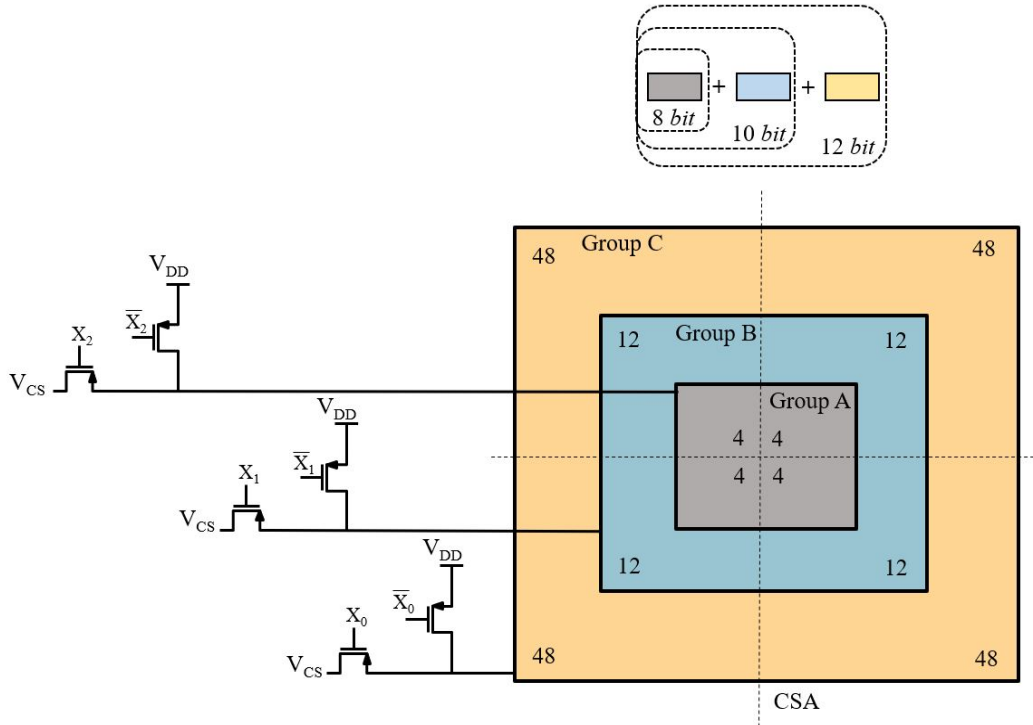 8 bit + 10 bit + 12 bit
Group C
48 48
V_DD
X̅_2
X_2
V_CS
Group B
12 12
Group A
4 4
4 4
V_DD
X̅_1
X_1
V_CS
12 12
V_DD
X̅_0
X_0
V_CS
48 48
CSA